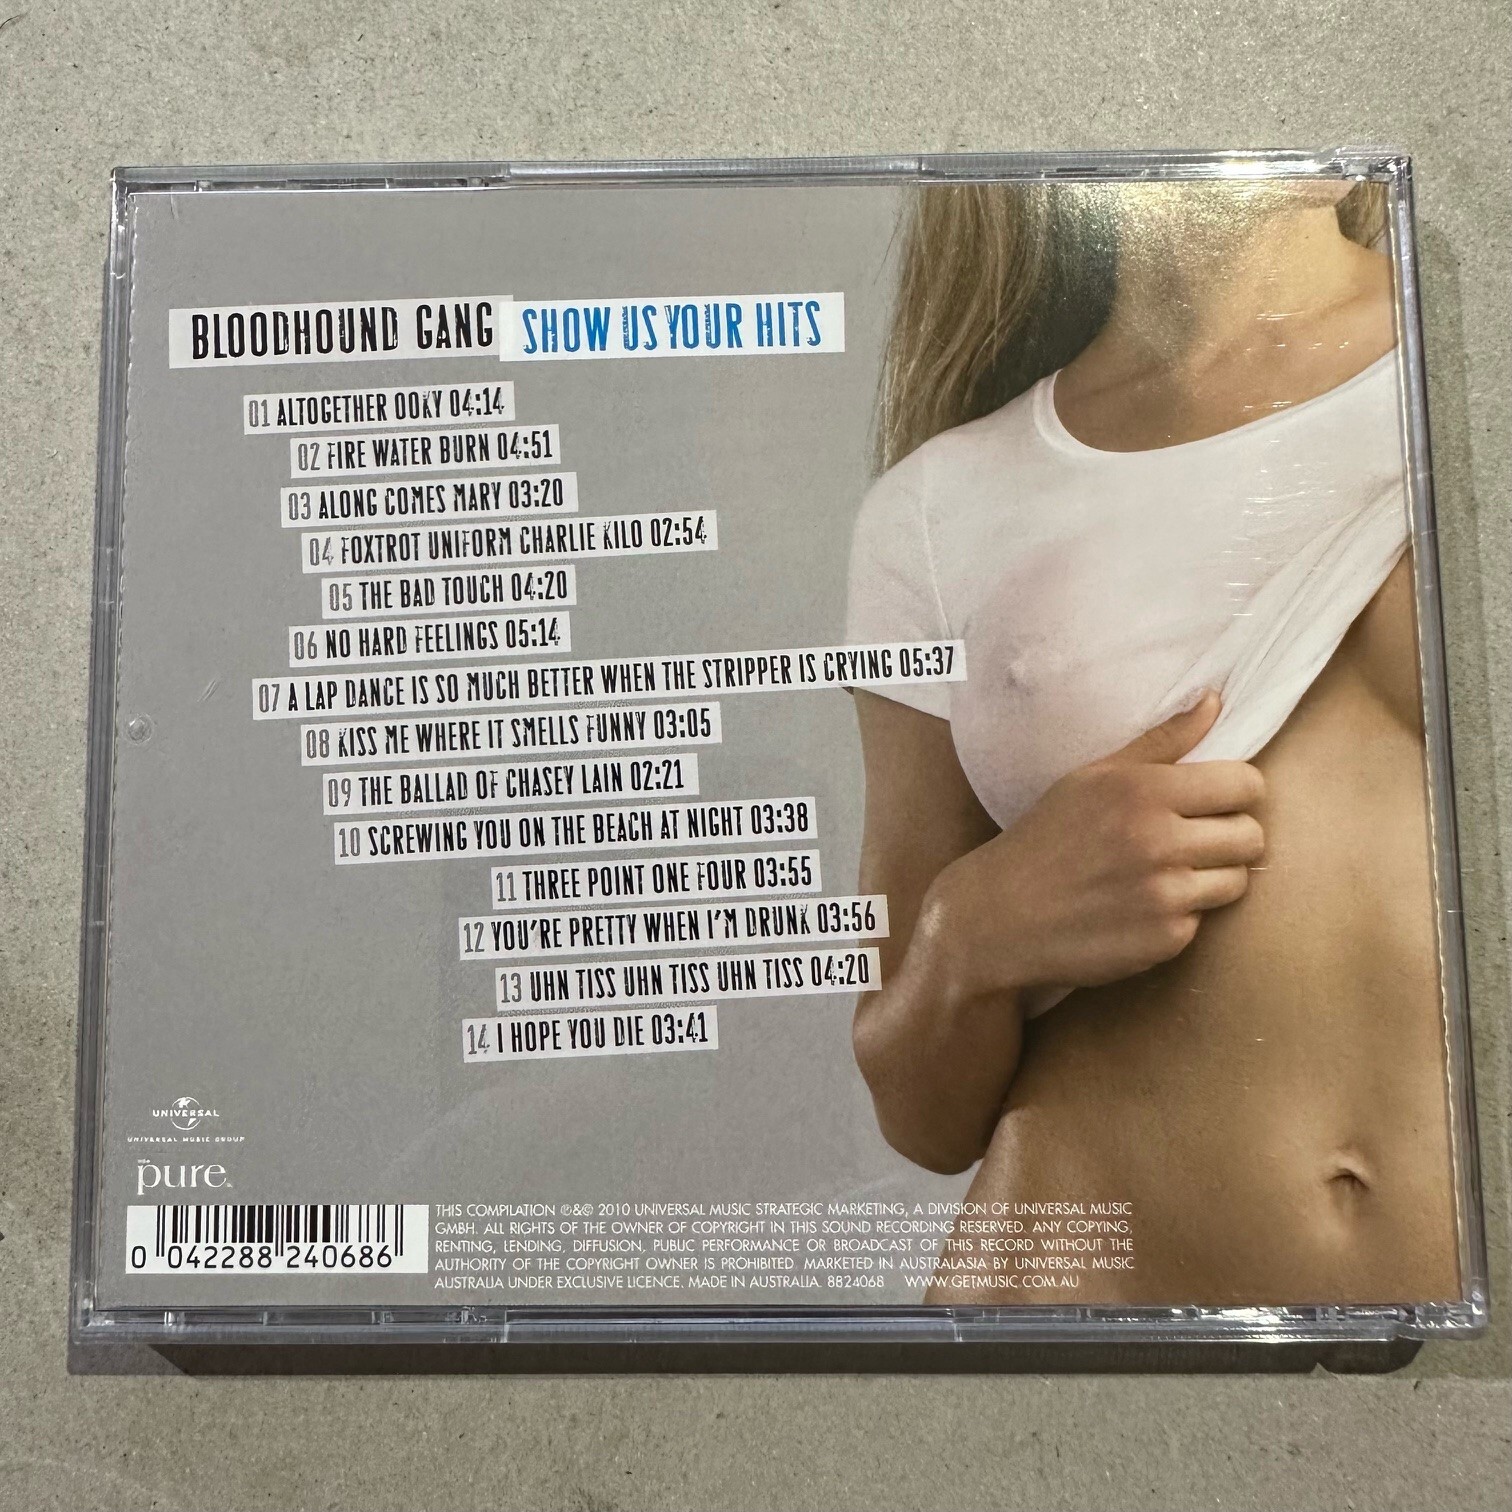 BLOODHOUND GANG SHOW US YOUR HITS
01 ALTOGETHER OOKY 04:14
02 FIRE WATER BURN 04:51
03 ALONG COMES MARY 03:20
04 FOXTROT UNIFORM CHARLIE KILO 02:54
05 THE BAD TOUCH 04:20
06 NO HARD FEELINGS 05:14
07 A LAP DANCE IS SO MUCH BETTER WHEN THE STRIPPER IS CRYING 05:37
08 KISS ME WHERE IT SMELLS FUNNY 03:05
09 THE BALLAD OF CHASEY LAIN 02:21
10 SCREWING YOU ON THE BEACH AT NIGHT 03:38
11 THREE POINT ONE FOUR 03:55
12 YOU'RE PRETTY WHEN I'M DRUNK 03:56
13 UHN TISS UHN TISS UHN TISS 04:20
14 I HOPE YOU DIE 03:41
UNIVERSAL
UNIVERSAL MUSIC GROUP
pure
THIS COMPILATION ℗&© 2010 UNIVERSAL MUSIC STRATEGIC MARKETING, A DIVISION OF UNIVERSAL MUSIC
GMBH. ALL RIGHTS OF THE OWNER OF COPYRIGHT IN THIS SOUND RECORDING RESERVED. ANY COPYING,
RENTING, LENDING, DIFFUSION, PUBLIC PERFORMANCE OR BROADCAST OF THIS RECORD WITHOUT THE
AUTHORITY OF THE COPYRIGHT OWNER IS PROHIBITED. MARKETED IN AUSTRALASIA BY UNIVERSAL MUSIC
AUSTRALIA UNDER EXCLUSIVE LICENCE. MADE IN AUSTRALIA. 8824068 WWW.GETMUSIC.COM.AU
0 042288 240686